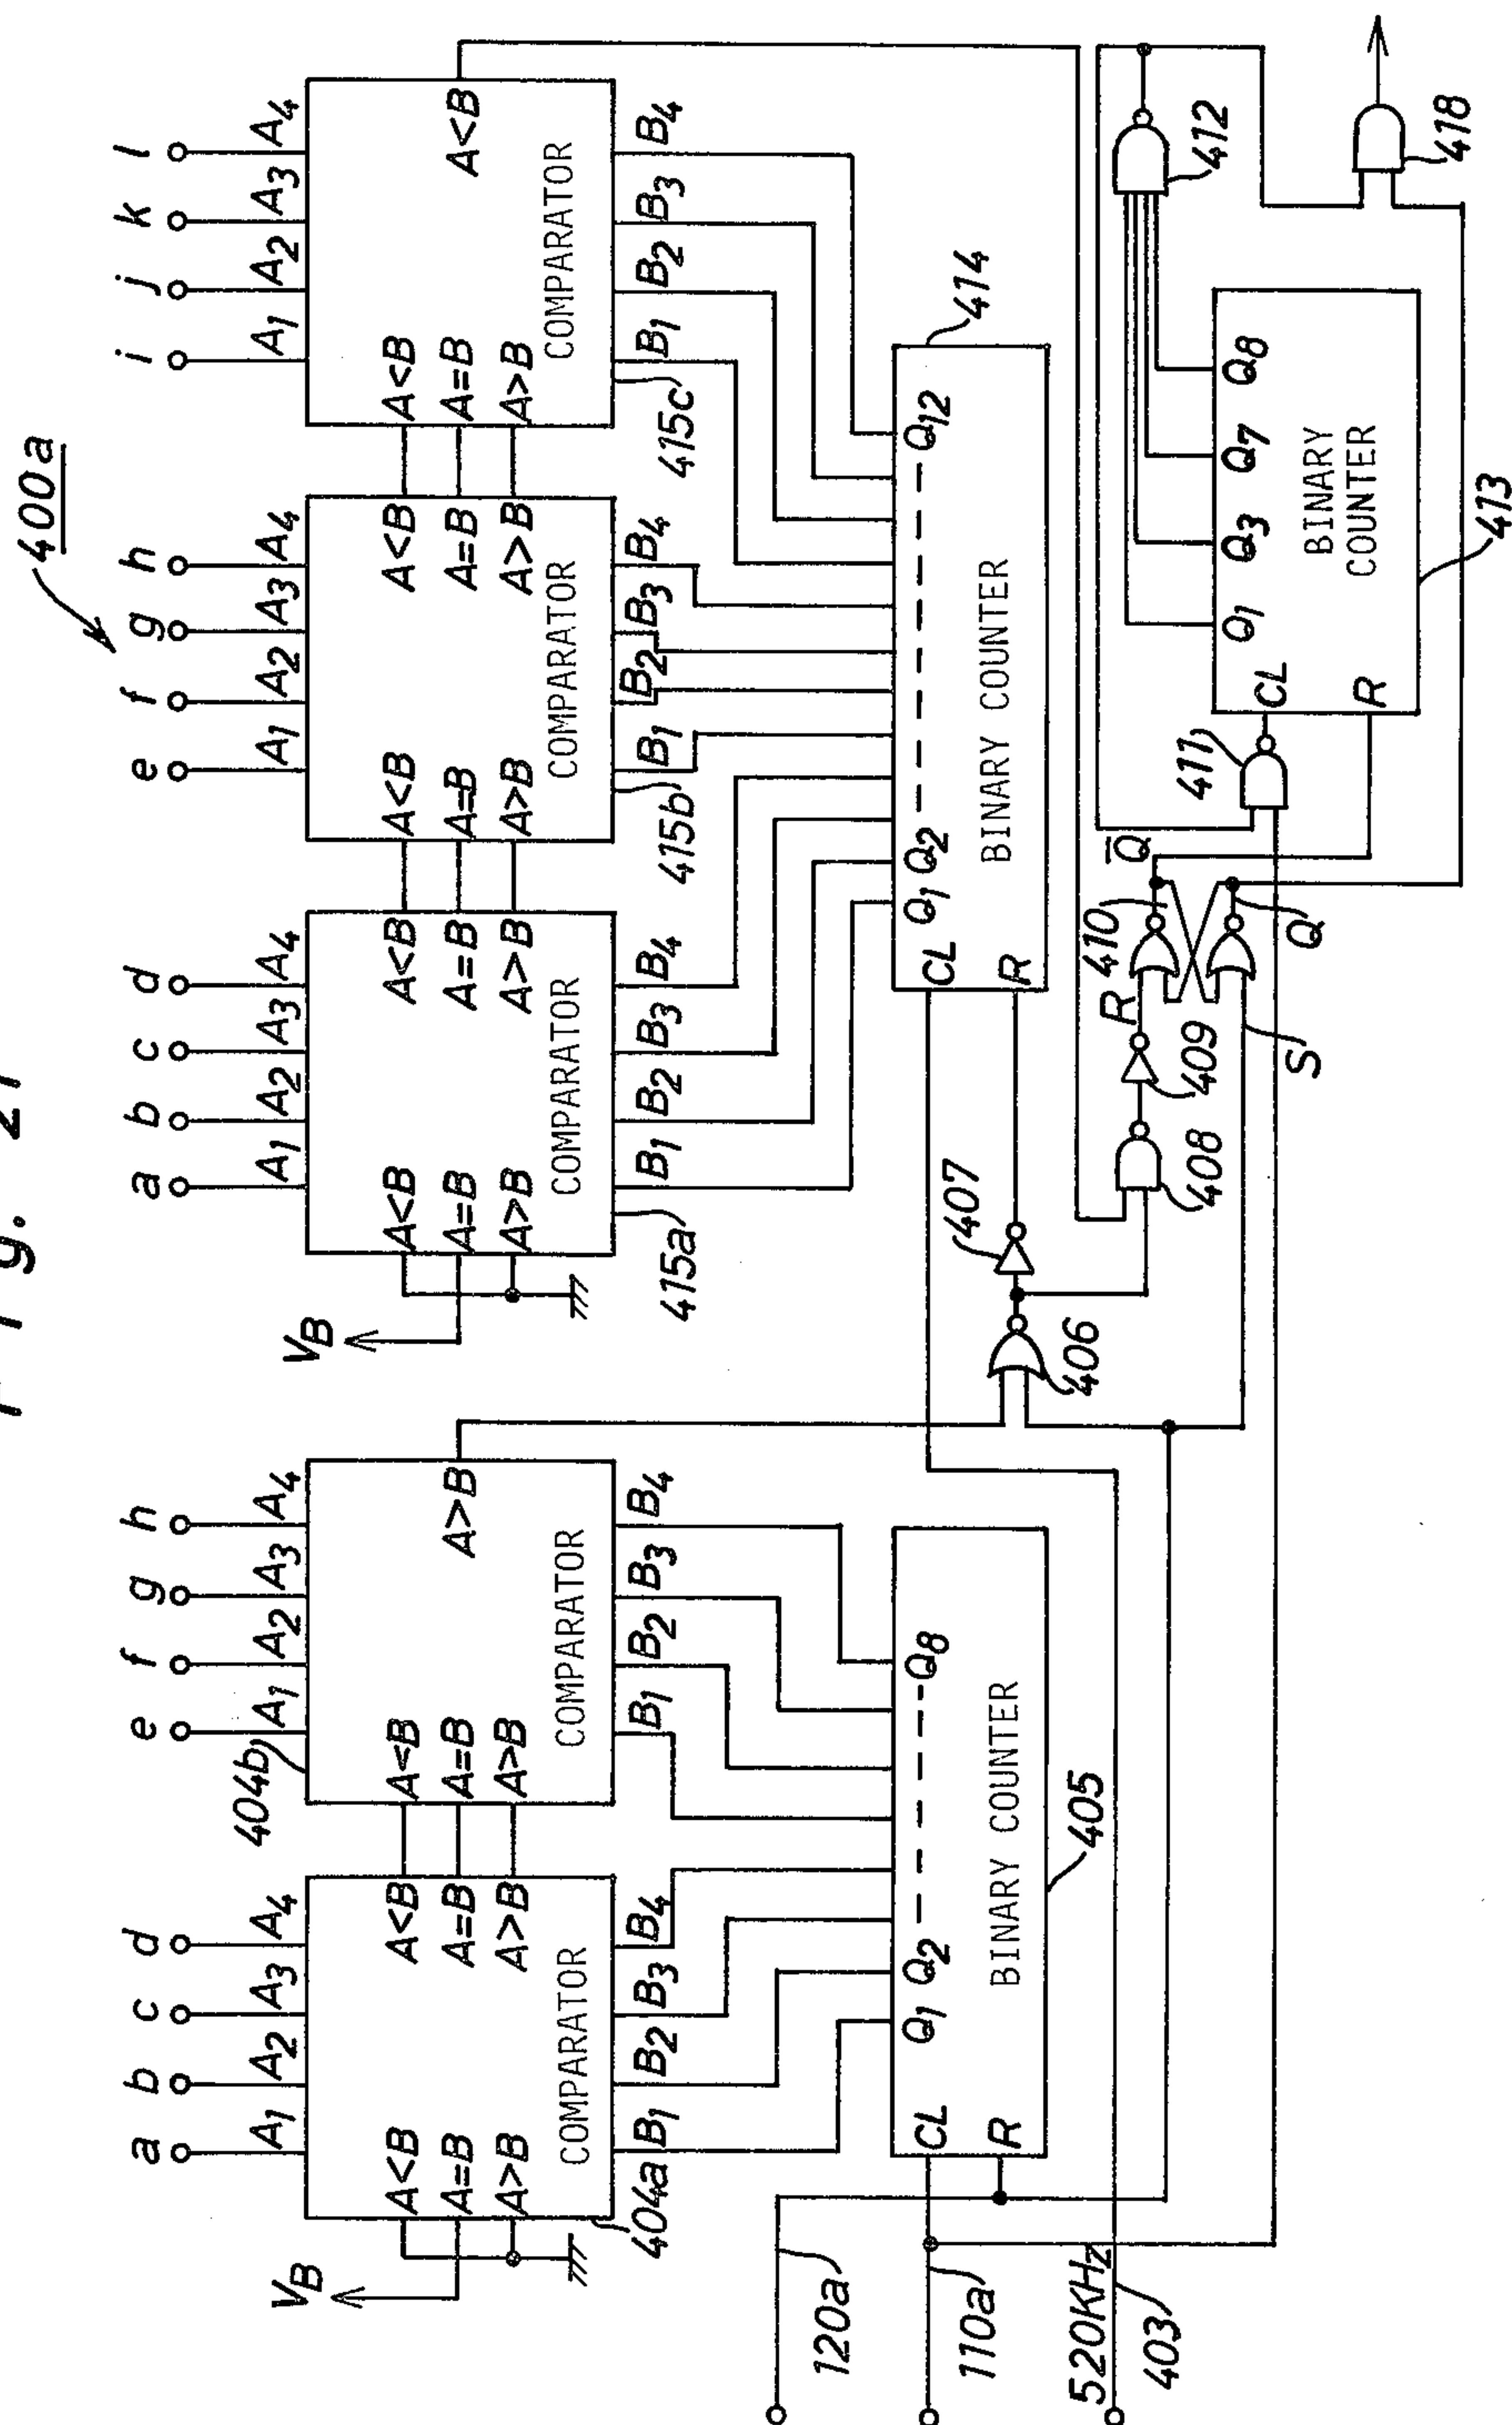 Fig. 21
400a
a b c d e f g h
a b c d e f g h i j k l
A1 A2 A3 A4
A1 A2 A3 A4
A1 A2 A3 A4
A1 A2 A3 A4
A1 A2 A3 A4
404b
VB
A<B
A=B
A>B
A<B
A=B
A>B
COMPARATOR
404a
A<B
A=B
A>B
A>B
COMPARATOR
VB
A<B
A=B
A>B
A<B
A=B
A>B
COMPARATOR
415a
A<B
A=B
A>B
A<B
A=B
A>B
COMPARATOR
415b
A<B
A=B
A>B
A<B
COMPARATOR
415c
B1 B2 B3 B4
B1 B2 B3 B4
B1 B2 B3 B4
B1 B2 B3 B4
B1 B2 B3 B4
CL Q1 Q2 ---- Q8
R
BINARY COUNTER
405
CL Q1 Q2 ---- Q12
R
BINARY COUNTER
414
120a
110a
520KHz
403
406
407
408
409
R
410
S
Q
Q̅
411
412
CL Q1 Q3 Q7 Q8
R
BINARY
COUNTER
413
418